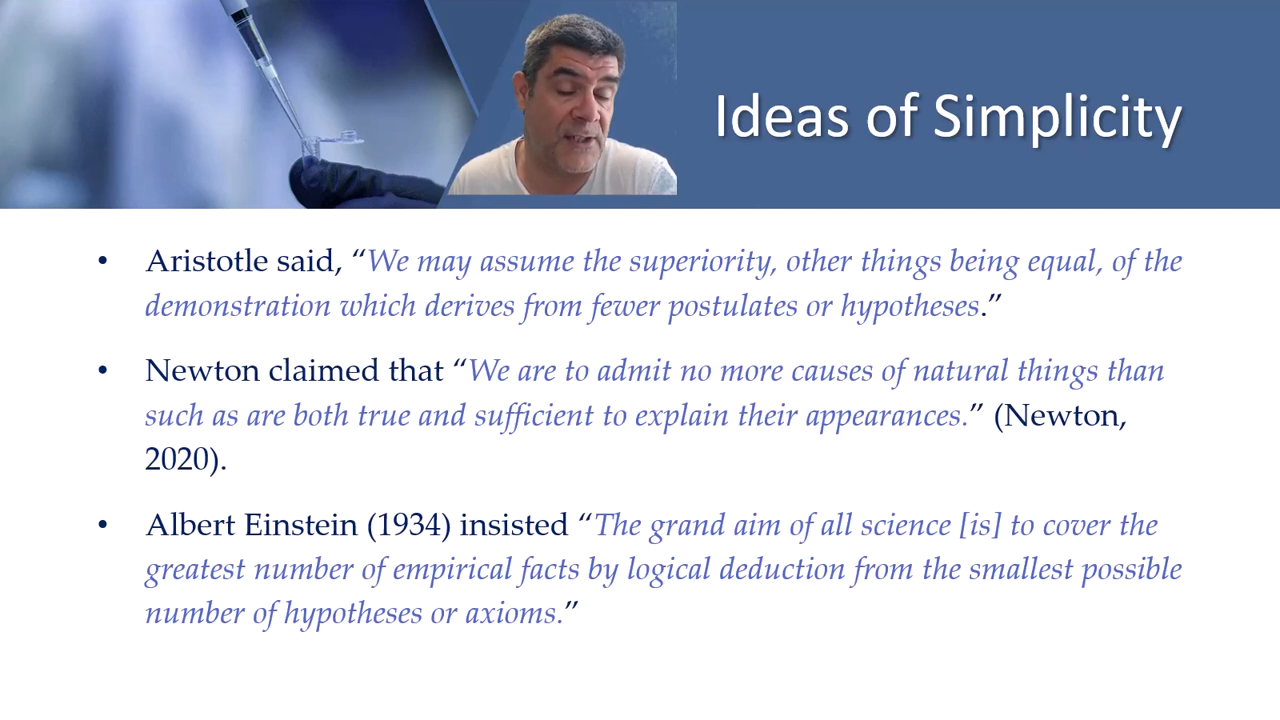 Ideas of Simplicity
• Aristotle said, “We may assume the superiority, other things being equal, of the
demonstration which derives from fewer postulates or hypotheses.”
• Newton claimed that “We are to admit no more causes of natural things than
such as are both true and sufficient to explain their appearances.” (Newton,
2020).
• Albert Einstein (1934) insisted “The grand aim of all science [is] to cover the
greatest number of empirical facts by logical deduction from the smallest possible
number of hypotheses or axioms.”